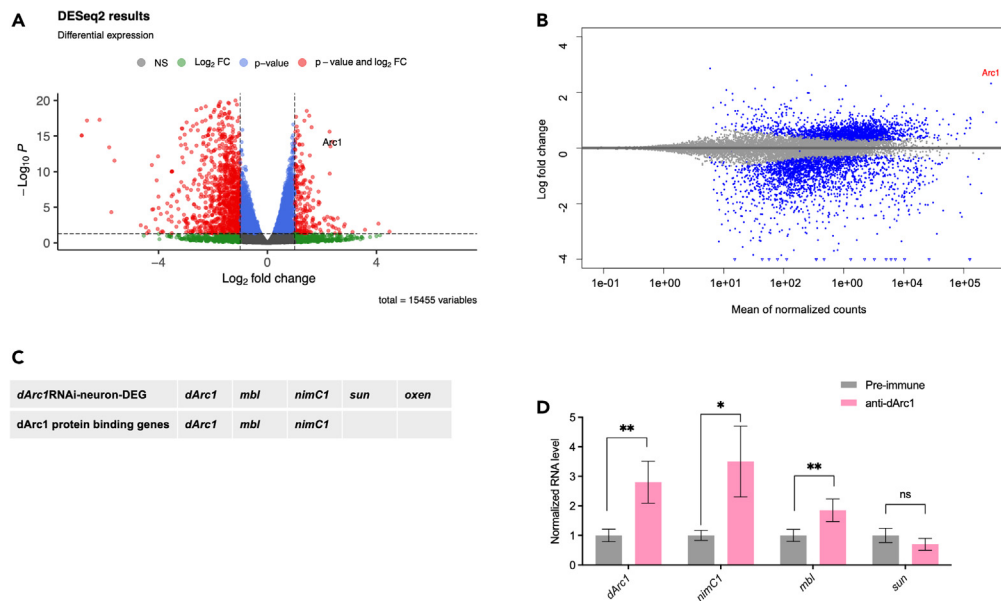 A
DESeq2 results
Differential expression
NS Log₂ FC p-value p – value and log₂ FC
20
15
10
5
0
– Log₁₀ P
Arc1
-4 0 4
Log₂ fold change
total = 15455 variables
B
4
2
0
-2
-4
Log fold change
Arc1
1e-01 1e+00 1e+01 1e+02 1e+03 1e+04 1e+05
Mean of normalized counts
C
dArc1RNAi-neuron-DEG dArc1 mbl nimC1 sun oxen
dArc1 protein binding genes dArc1 mbl nimC1
D
Pre-immune
anti-dArc1
5
4
3
2
1
0
Normalized RNA level
** * ** ns
dArc1 nimC1 mbl sun